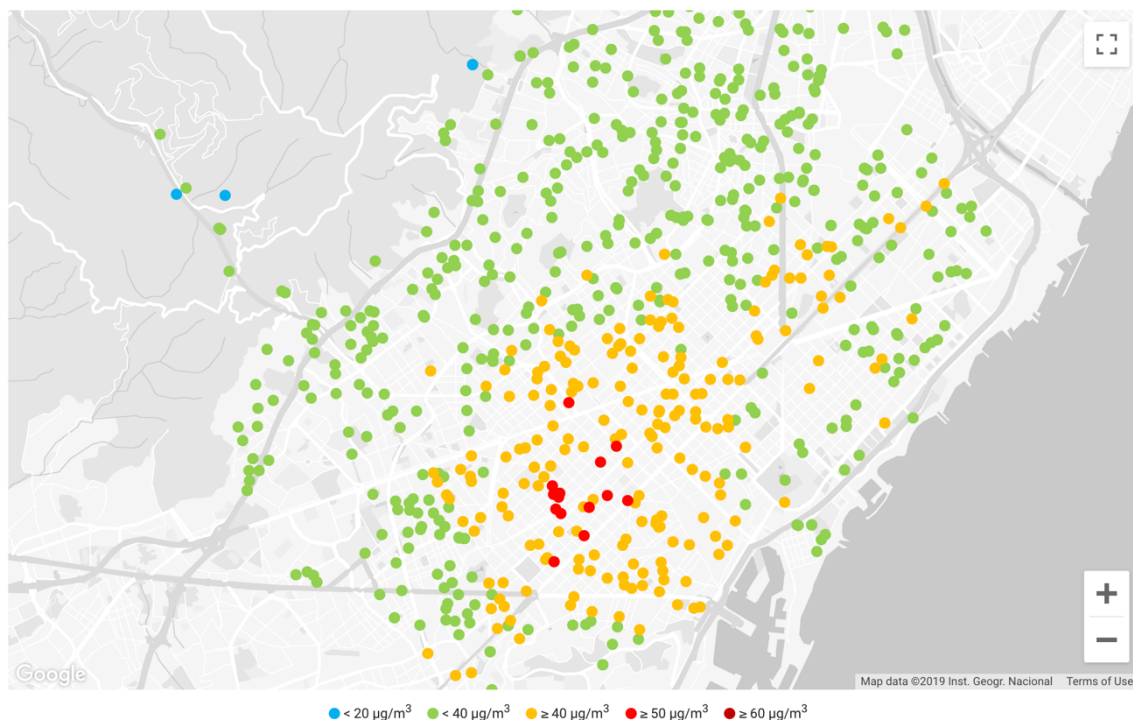 Google
Map data ©2019 Inst. Geogr. Nacional Terms of Use
< 20 µg/m³ < 40 µg/m³ ≥ 40 µg/m³ ≥ 50 µg/m³ ≥ 60 µg/m³